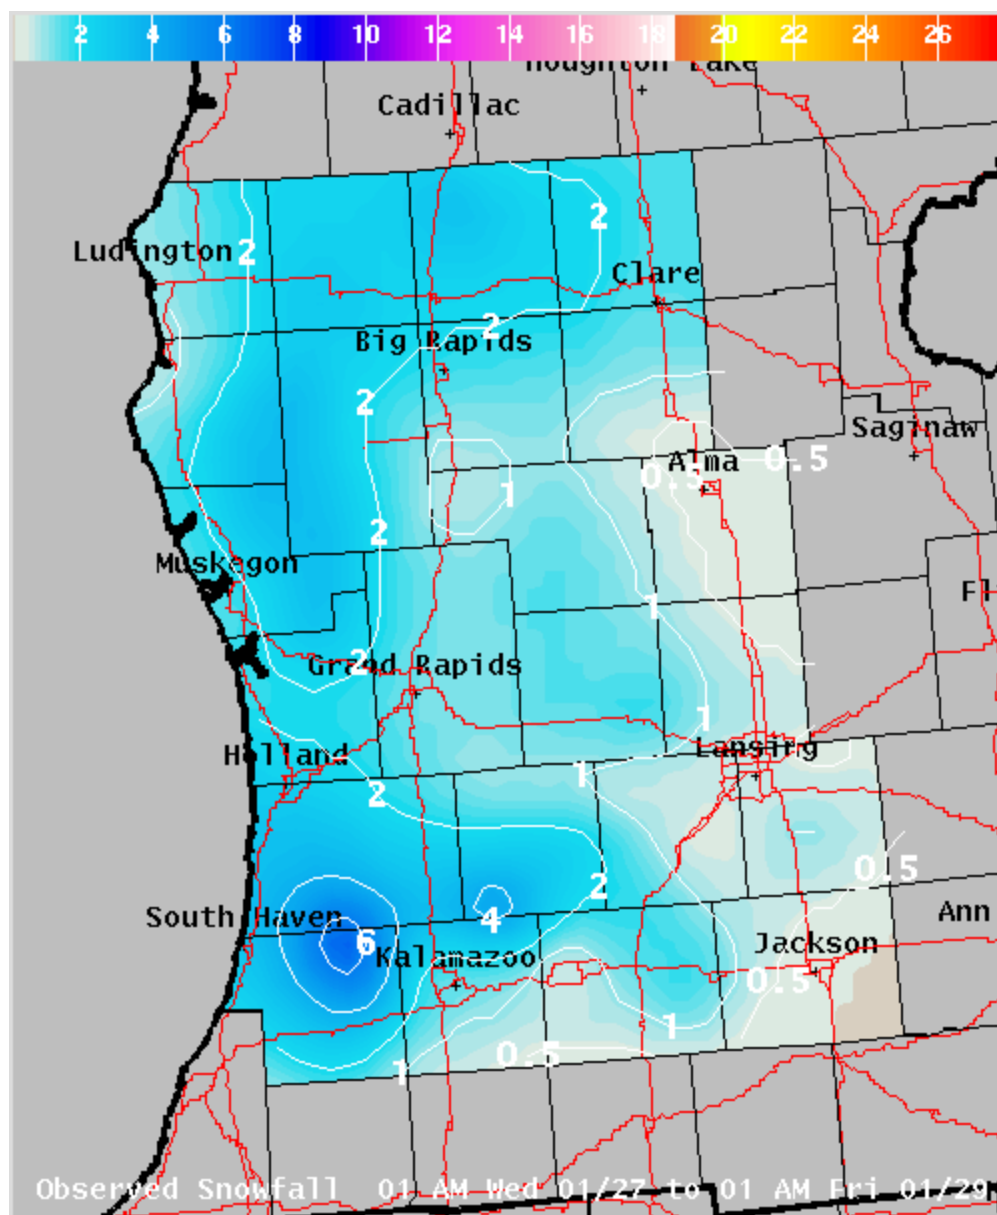 2 4 6 8 10 12 14 16 18 20 22 24 26
Houghton Lake
Cadillac
2
Ludington 2
Clare
2
Big Rapids
2
Saginaw
Alma 0.5
0.5
1
2
Muskegon
Fl
1
2
Grand Rapids
1
Lansing
Holland
1
2
0.5
2
South Haven 4 Ann
6 Jackson
Kalamazoo
0.5
1
0.5
1
Observed Snowfall 01 AM Wed 01/27 to 01 AM Fri 01/29